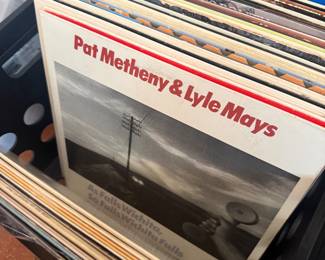 Pat Metheny & Lyle Mays
As Falls Wichita,
So Falls Wichita Falls